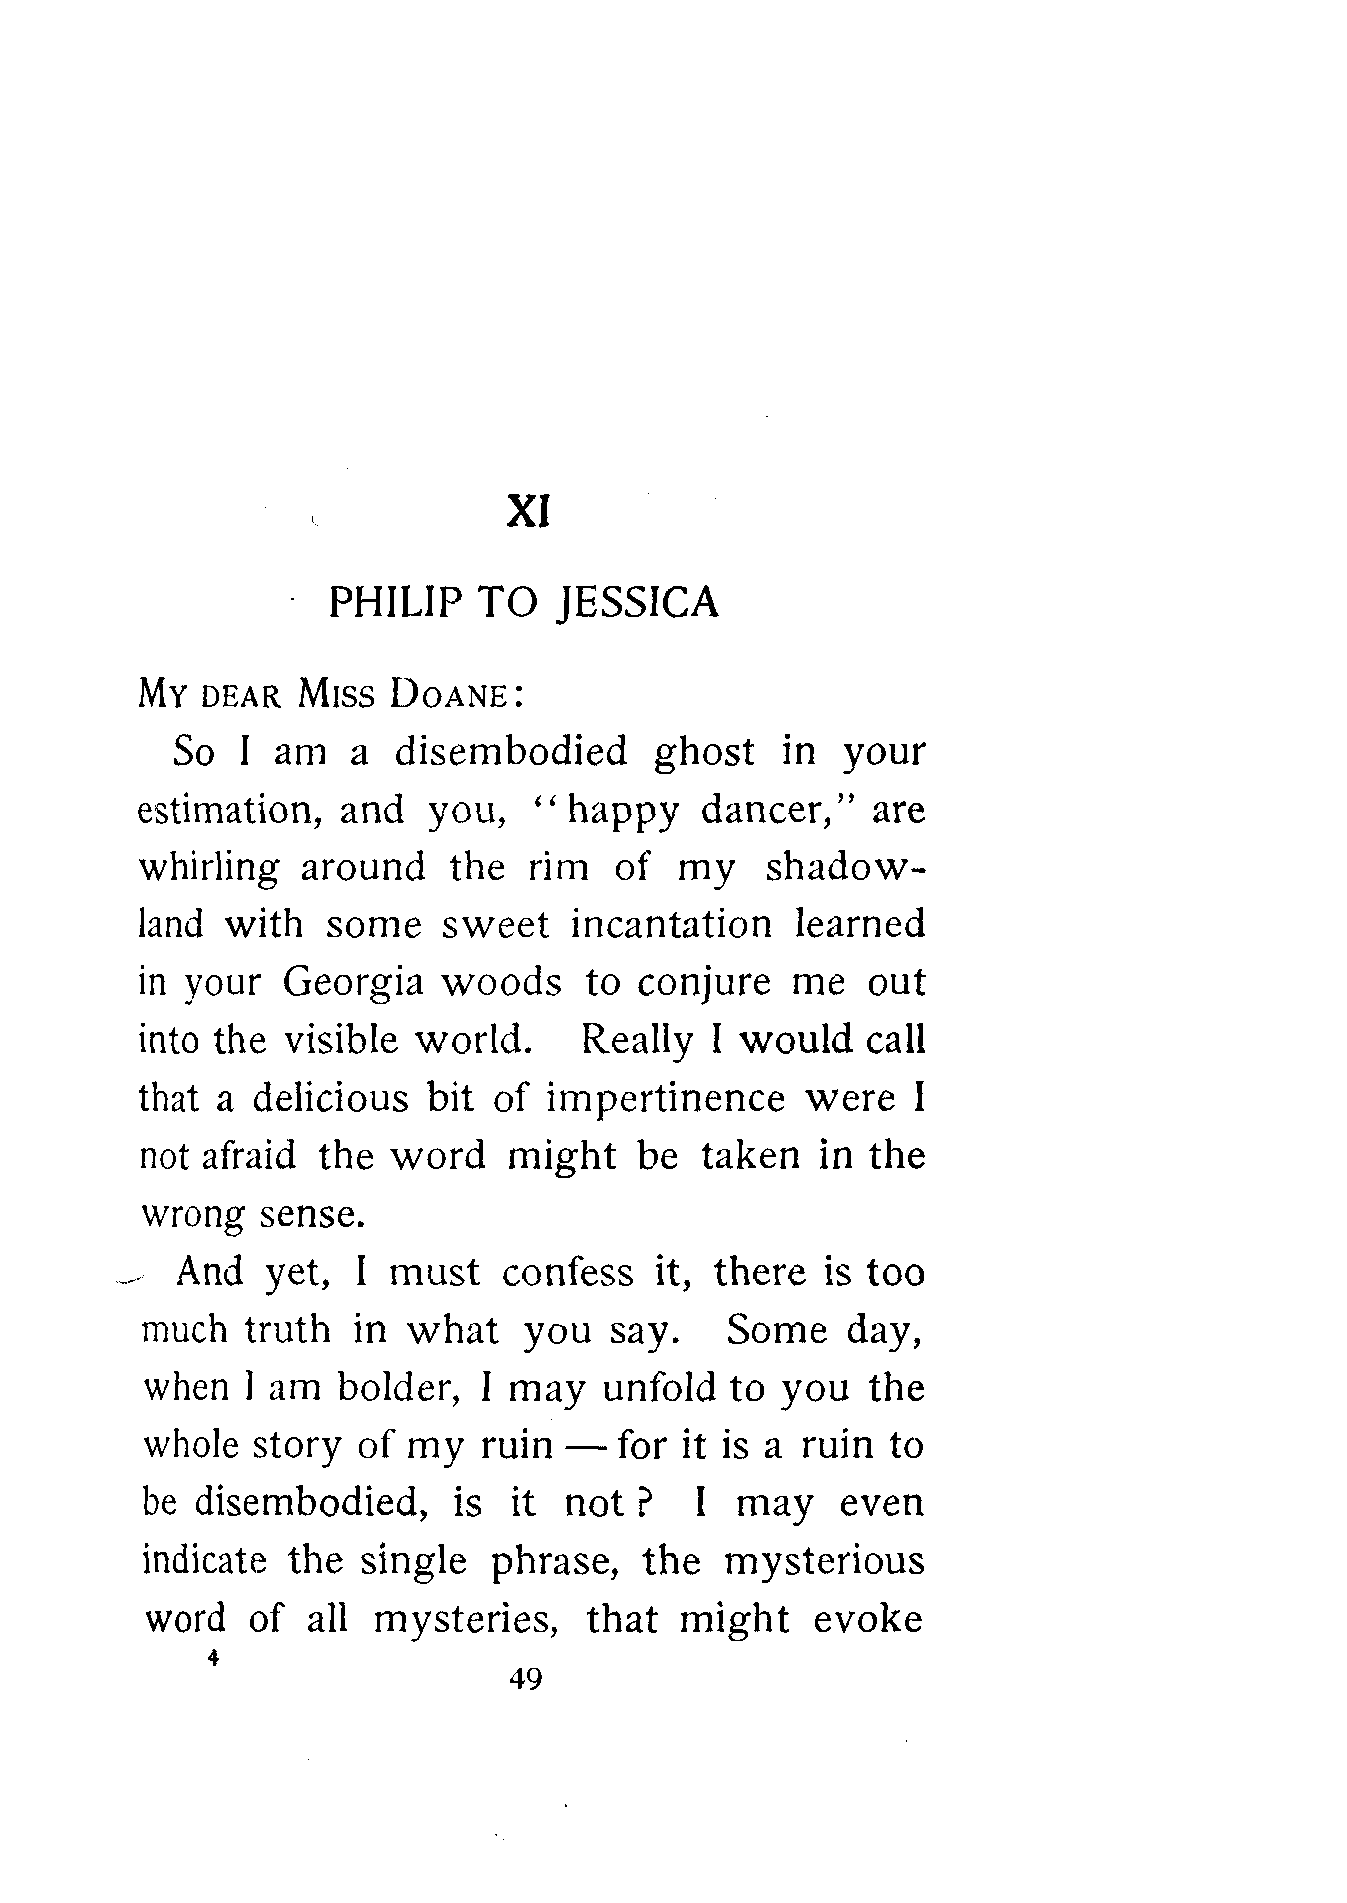 XI
PHILIP TO JESSICA
My dear Miss Doane:
So I am a disembodied ghost in your
estimation, and you, “happy dancer,” are
whirling around the rim of my shadow-
land with some sweet incantation learned
in your Georgia woods to conjure me out
into the visible world. Really I would call
that a delicious bit of impertinence were I
not afraid the word might be taken in the
wrong sense.
And yet, I must confess it, there is too
much truth in what you say. Some day,
when I am bolder, I may unfold to you the
whole story of my ruin — for it is a ruin to
be disembodied, is it not? I may even
indicate the single phrase, the mysterious
word of all mysteries, that might evoke
4
49